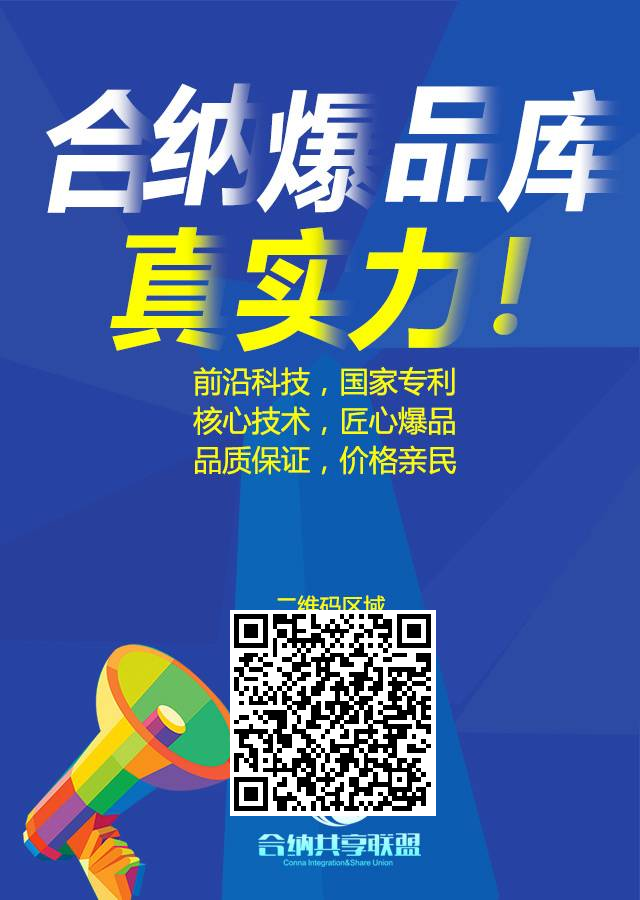 合纳爆品库
真实力！
前沿科技，国家专利
核心技术，匠心爆品
品质保证，价格亲民
二维码区域
合纳共享联盟
Conna Integration&Share Union